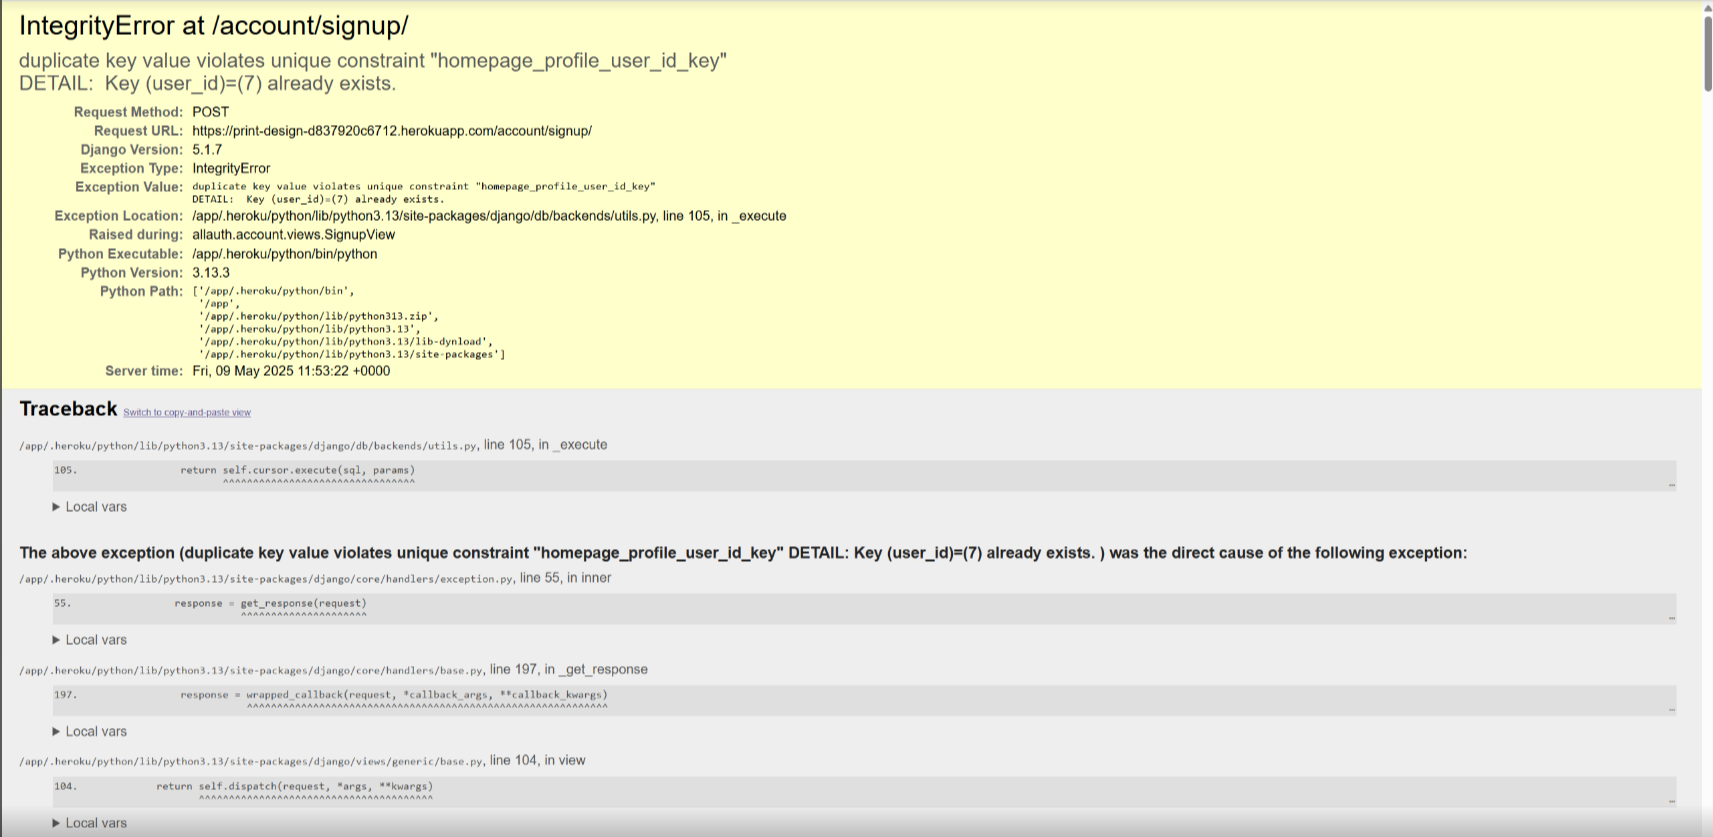 IntegrityError at /account/signup/
duplicate key value violates unique constraint "homepage_profile_user_id_key"
DETAIL:  Key (user_id)=(7) already exists.
Request Method: POST
Request URL: https://print-design-d837920c6712.herokuapp.com/account/signup/
Django Version: 5.1.7
Exception Type: IntegrityError
Exception Value: duplicate key value violates unique constraint "homepage_profile_user_id_key"
DETAIL:  Key (user_id)=(7) already exists.
Exception Location: /app/.heroku/python/lib/python3.13/site-packages/django/db/backends/utils.py, line 105, in _execute
Raised during: allauth.account.views.SignupView
Python Executable: /app/.heroku/python/bin/python
Python Version: 3.13.3
Python Path: ['/app/.heroku/python/bin',
'/app',
'/app/.heroku/python/lib/python313.zip',
'/app/.heroku/python/lib/python3.13',
'/app/.heroku/python/lib/python3.13/lib-dynload',
'/app/.heroku/python/lib/python3.13/site-packages']
Server time: Fri, 09 May 2025 11:53:22 +0000
Traceback Switch to copy-and-paste view
/app/.heroku/python/lib/python3.13/site-packages/django/db/backends/utils.py, line 105, in _execute
105. return self.cursor.execute(sql, params)
^^^^^^^^^^^^^^^^^^^^^^^^^^^^^^^^
…
▶ Local vars
The above exception (duplicate key value violates unique constraint "homepage_profile_user_id_key" DETAIL: Key (user_id)=(7) already exists. ) was the direct cause of the following exception:
/app/.heroku/python/lib/python3.13/site-packages/django/core/handlers/exception.py, line 55, in inner
55. response = get_response(request)
^^^^^^^^^^^^^^^^^^^^^
…
▶ Local vars
/app/.heroku/python/lib/python3.13/site-packages/django/core/handlers/base.py, line 197, in _get_response
197. response = wrapped_callback(request, *callback_args, **callback_kwargs)
^^^^^^^^^^^^^^^^^^^^^^^^^^^^^^^^^^^^^^^^^^^^^^^^^^^^^^^^^^^^
…
▶ Local vars
/app/.heroku/python/lib/python3.13/site-packages/django/views/generic/base.py, line 104, in view
104. return self.dispatch(request, *args, **kwargs)
^^^^^^^^^^^^^^^^^^^^^^^^^^^^^^^^^^^^^^^
…
▶ Local vars